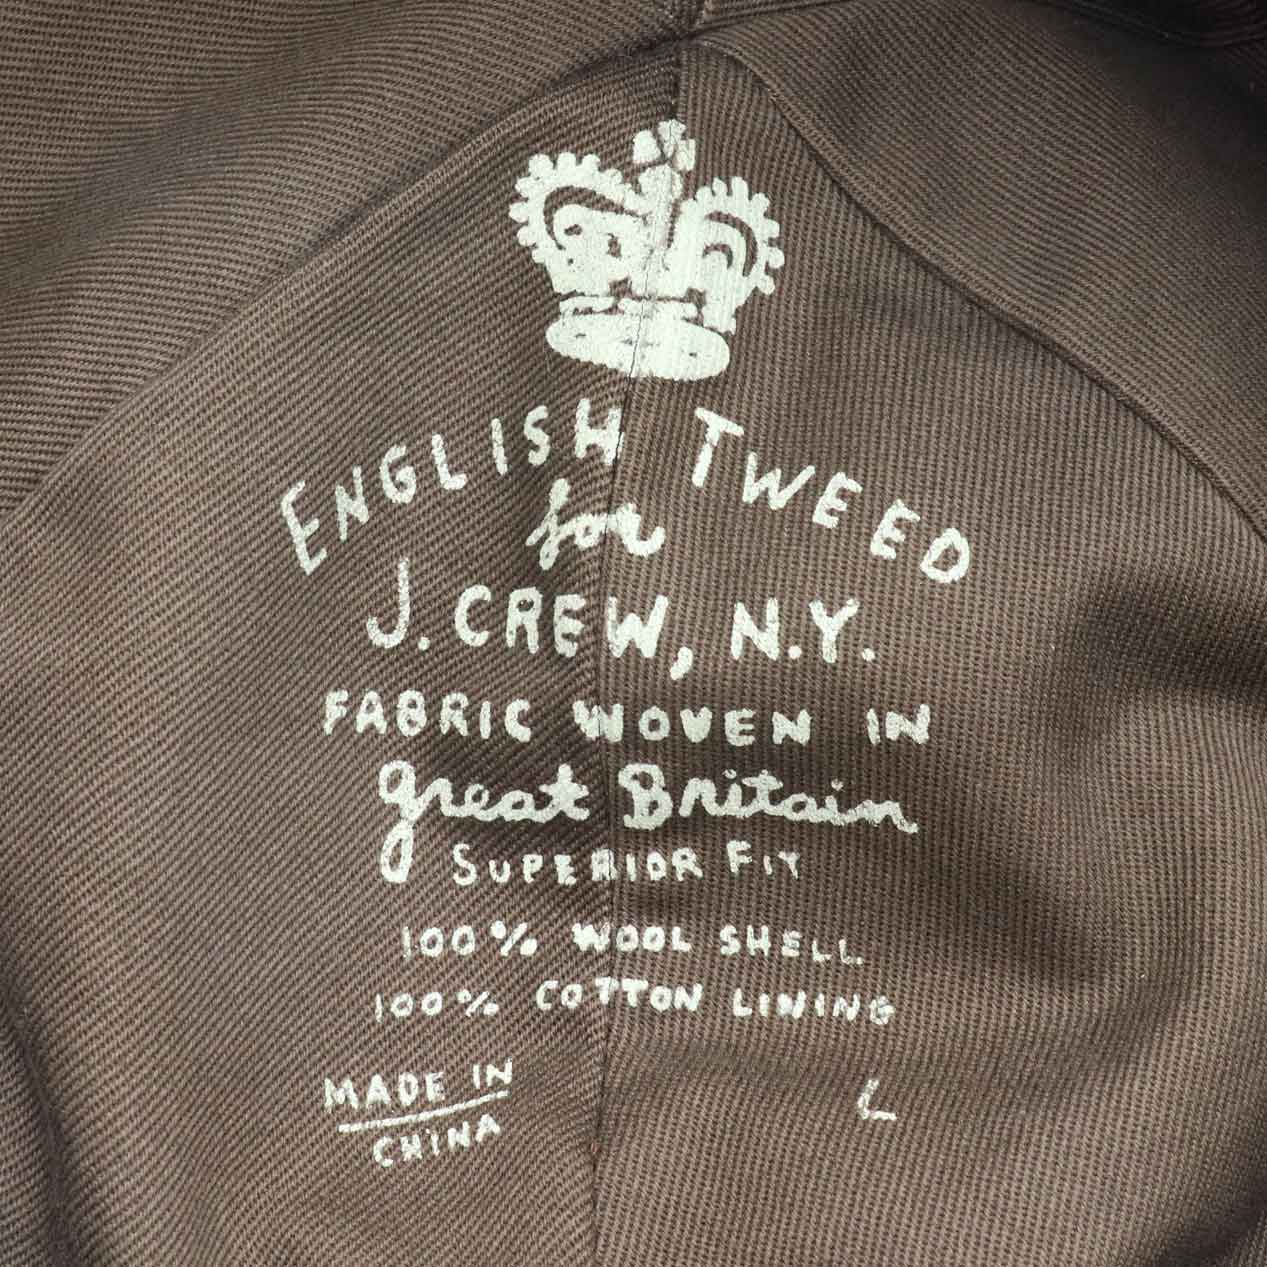 ENGLISH TWEED
for
J. CREW, N.Y.
FABRIC WOVEN IN
great Britain
SUPERIOR FIT
100% WOOL SHELL.
100% COTTON LINING
MADE IN
CHINA
L